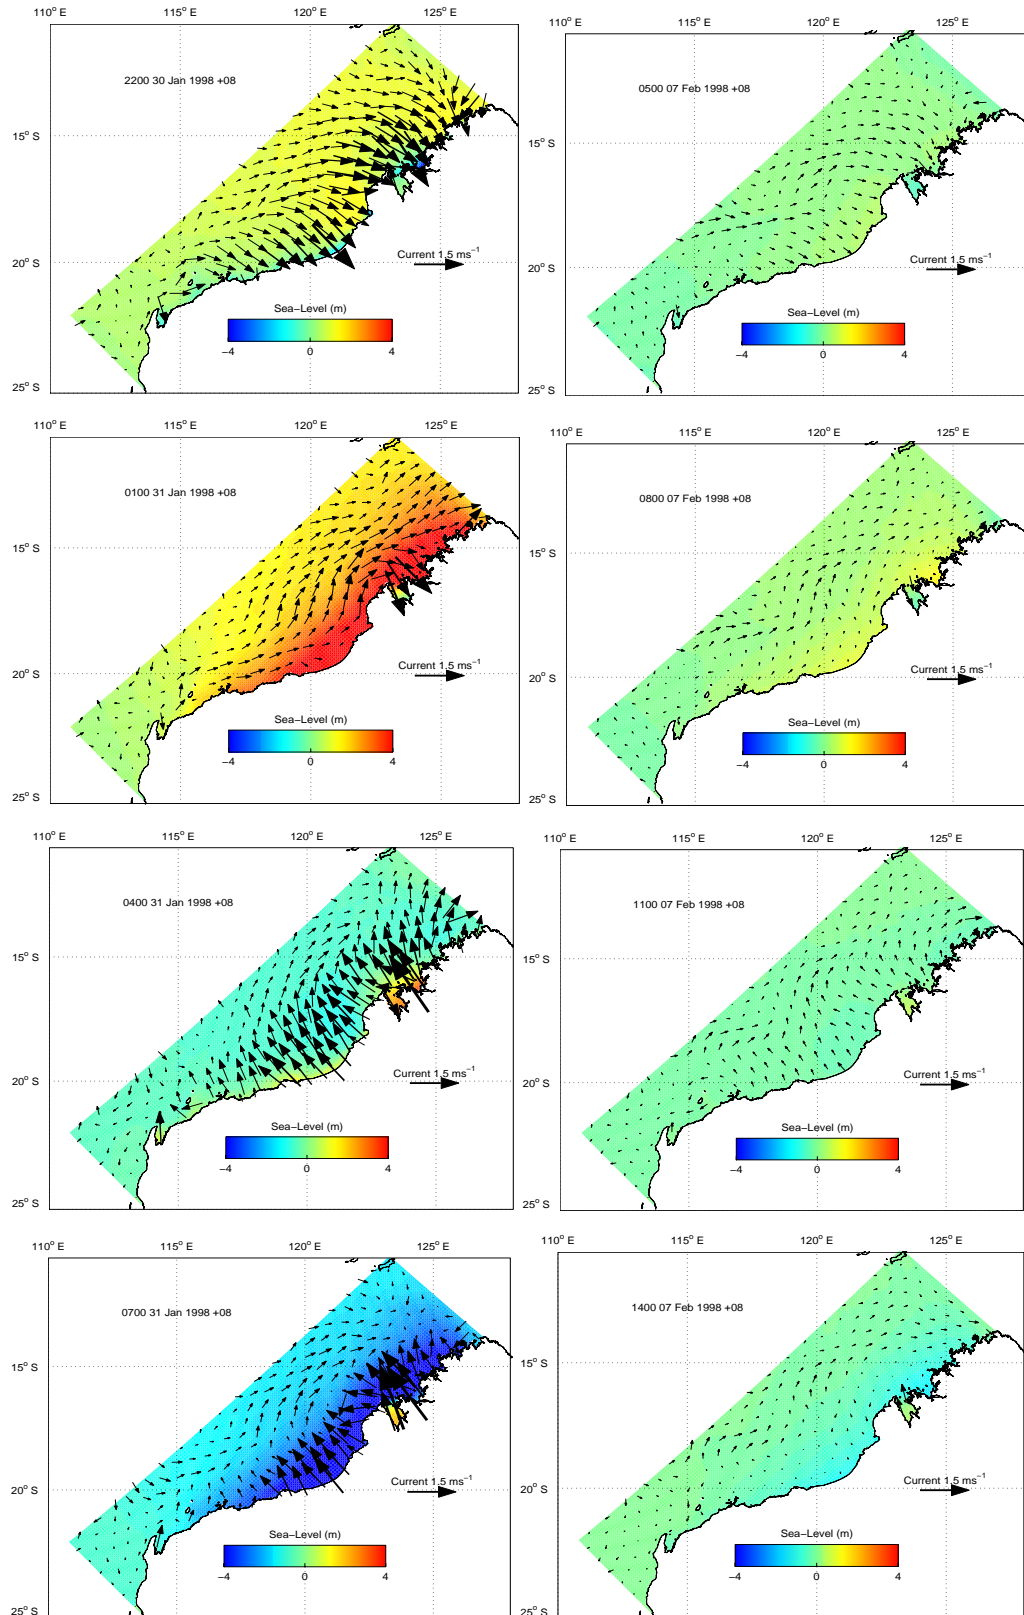 110° E 115° E 120° E 125° E
2200 30 Jan 1998 +08
15° S
20° S
Current 1.5 ms⁻¹
Sea-Level (m)
-4 0 4
25° S
110° E 115° E 120° E 125° E
0500 07 Feb 1998 +08
15° S
20° S
Current 1.5 ms⁻¹
Sea-Level (m)
-4 0 4
25° S
110° E 115° E 120° E 125° E
0100 31 Jan 1998 +08
15° S
20° S
Current 1.5 ms⁻¹
Sea-Level (m)
-4 0 4
25° S
110° E 115° E 120° E 125° E
0800 07 Feb 1998 +08
15° S
20° S
Current 1.5 ms⁻¹
Sea-Level (m)
-4 0 4
25° S
110° E 115° E 120° E 125° E
0400 31 Jan 1998 +08
15° S
20° S
Current 1.5 ms⁻¹
Sea-Level (m)
-4 0 4
25° S
110° E 115° E 120° E 125° E
1100 07 Feb 1998 +08
15° S
20° S
Current 1.5 ms⁻¹
Sea-Level (m)
-4 0 4
25° S
110° E 115° E 120° E 125° E
0700 31 Jan 1998 +08
15° S
20° S
Current 1.5 ms⁻¹
Sea-Level (m)
-4 0 4
25° S
110° E 115° E 120° E 125° E
1400 07 Feb 1998 +08
15° S
20° S
Current 1.5 ms⁻¹
Sea-Level (m)
-4 0 4
25° S